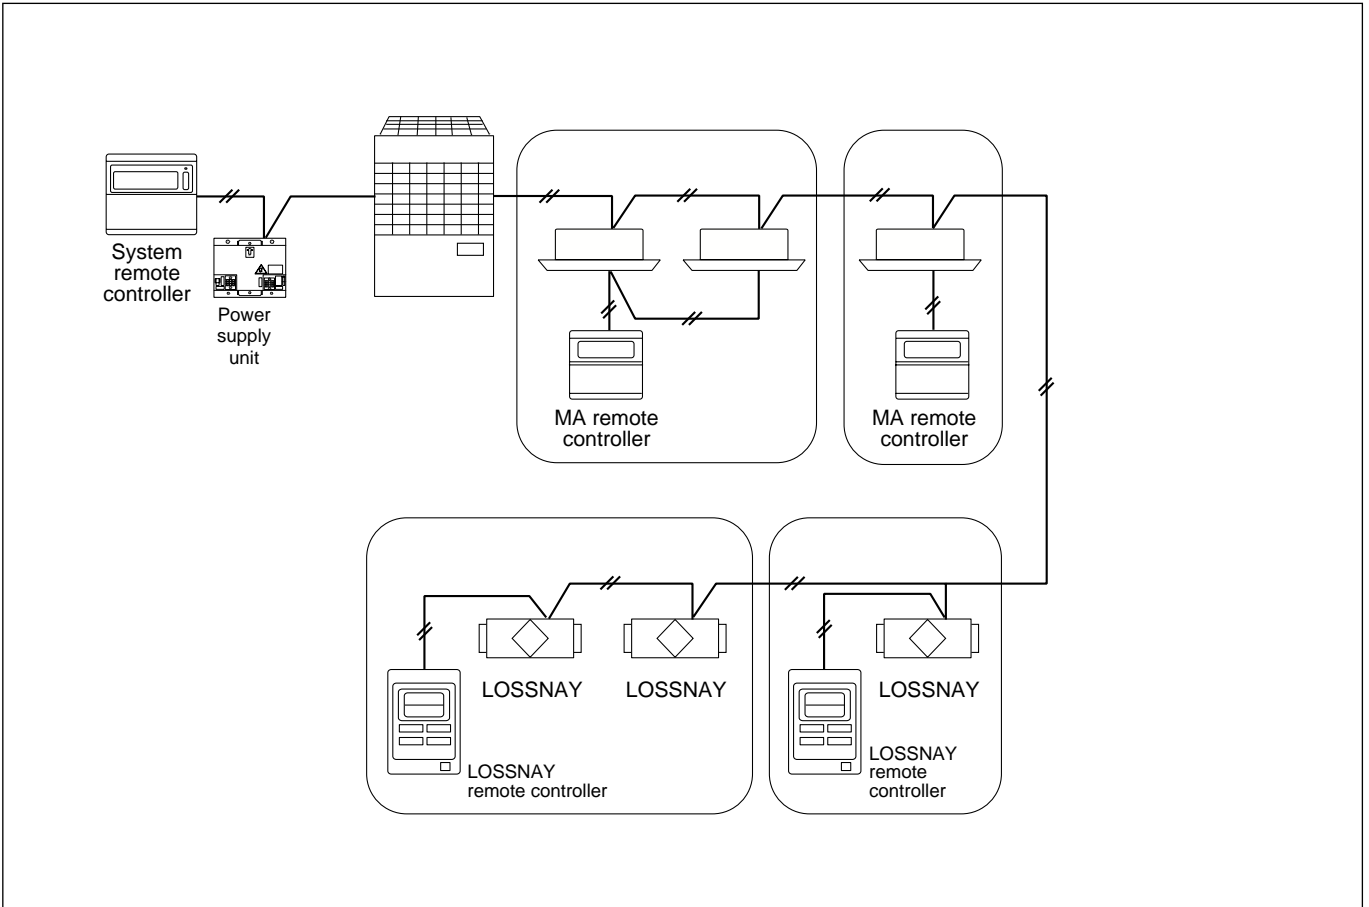 System
remote
controller
Power
supply
unit
MA remote
controller
MA remote
controller
LOSSNAY
LOSSNAY
LOSSNAY
remote controller
LOSSNAY
LOSSNAY
remote
controller